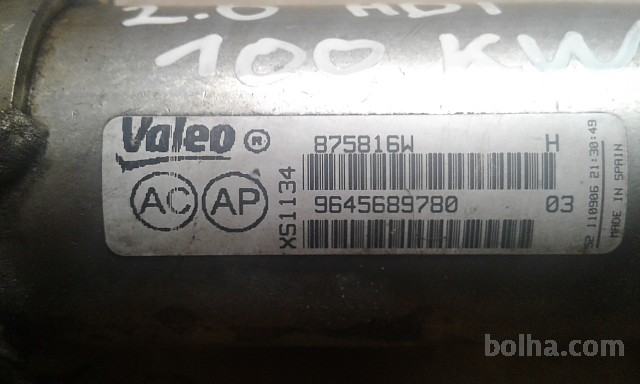 2.0 HDI
100 KW
Valeo ®
875816W H
AC AP
XS1134
9645689780 03
52 110906 21:30:49
MADE IN SPAIN
bolha.com